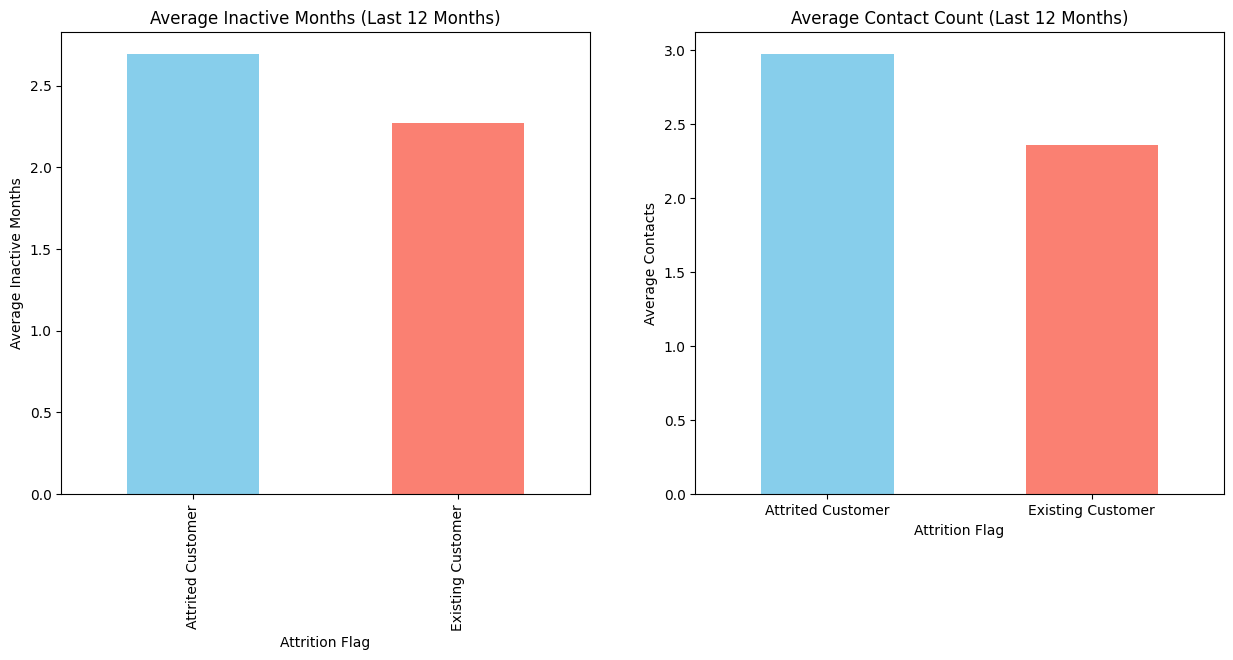 Average Inactive Months (Last 12 Months)
Average Inactive Months
2.5
2.0
1.5
1.0
0.5
0.0
Attrited Customer
Existing Customer
Attrition Flag
Average Contact Count (Last 12 Months)
Average Contacts
3.0
2.5
2.0
1.5
1.0
0.5
0.0
Attrited Customer
Existing Customer
Attrition Flag